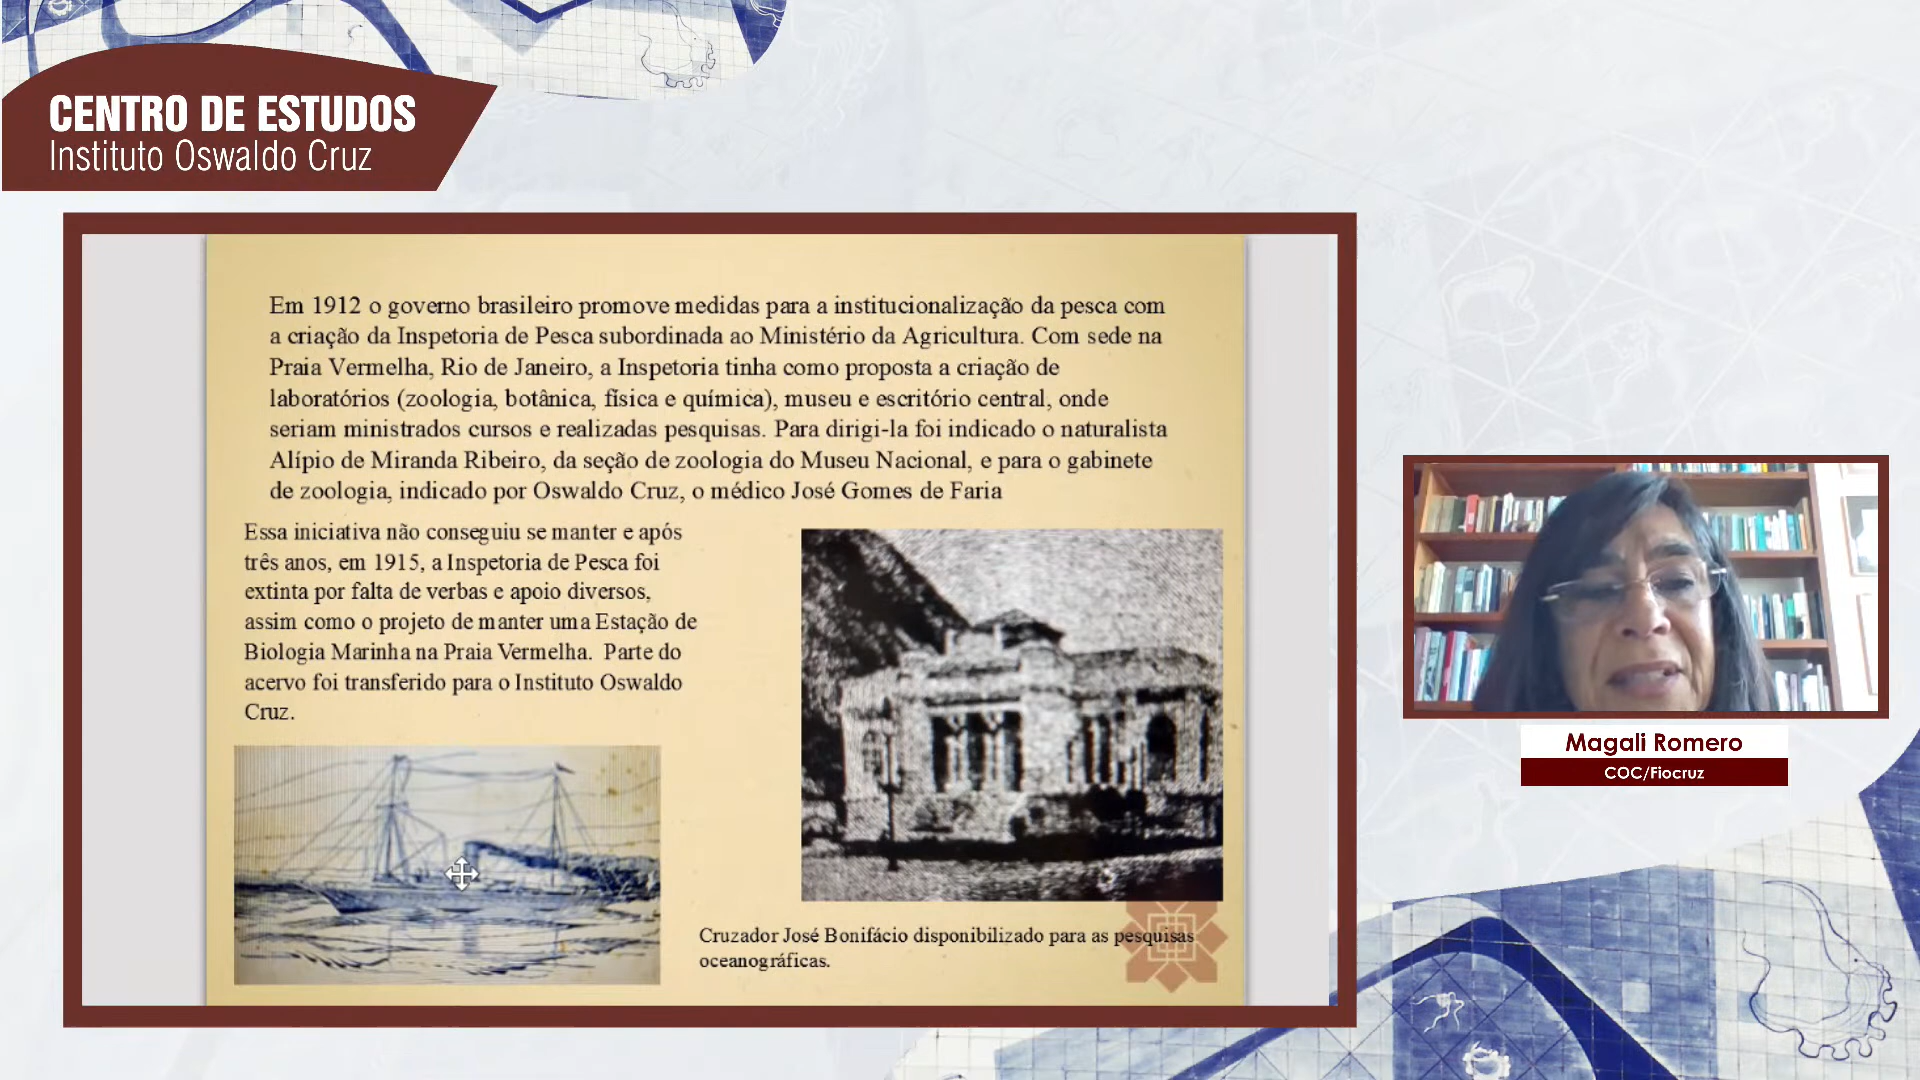 CENTRO DE ESTUDOS
Instituto Oswaldo Cruz
Em 1912 o governo brasileiro promove medidas para a institucionalização da pesca com
a criação da Inspetoria de Pesca subordinada ao Ministério da Agricultura. Com sede na
Praia Vermelha, Rio de Janeiro, a Inspetoria tinha como proposta a criação de
laboratórios (zoologia, botânica, física e química), museu e escritório central, onde
seriam ministrados cursos e realizadas pesquisas. Para dirigi-la foi indicado o naturalista
Alípio de Miranda Ribeiro, da seção de zoologia do Museu Nacional, e para o gabinete
de zoologia, indicado por Oswaldo Cruz, o médico José Gomes de Faria
Essa iniciativa não conseguiu se manter e após
três anos, em 1915, a Inspetoria de Pesca foi
extinta por falta de verbas e apoio diversos,
assim como o projeto de manter uma Estação de
Biologia Marinha na Praia Vermelha. Parte do
acervo foi transferido para o Instituto Oswaldo
Cruz.
Cruzador José Bonifácio disponibilizado para as pesquisas
oceanográficas.
Magali Romero
COC/Fiocruz